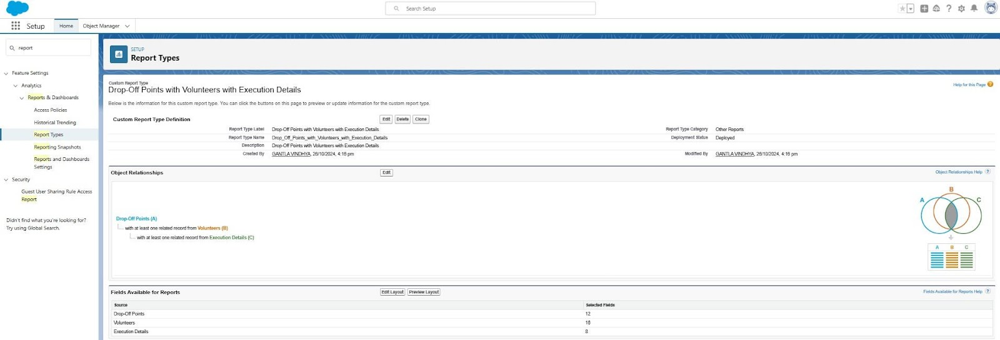 Search Setup
Setup
Home
Object Manager
report
Feature Settings
Analytics
Reports & Dashboards
Access Policies
Historical Trending
Report Types
Reporting Snapshots
Reports and Dashboards
Settings
Security
Guest User Sharing Rule Access
Report
Didn't find what you're looking for?
Try using Global Search.
SETUP
Report Types
Custom Report Type
Drop-Off Points with Volunteers with Execution Details
Help for this Page
Below is the information for this custom report type. You can click the buttons on this page to preview or update information for the custom report type.
Custom Report Type Definition Edit Delete Clone
Report Type Label Drop-Off Points with Volunteers with Execution Details Report Type Category Other Reports
Report Type Name Drop_Off_Points_with_Volunteers_with_Execution_Details Deployment Status Deployed
Description Drop-Off Points with Volunteers with Execution Details
Created By GANTLA VINDHYA, 26/10/2024, 4:16 pm Modified By GANTLA VINDHYA, 26/10/2024, 4:16 pm
Object Relationships Edit Object Relationships Help ?
Drop-Off Points (A)
with at least one related record from Volunteers (B)
with at least one related record from Execution Details (C)
B
A C
A B C
Fields Available for Reports Edit Layout Preview Layout Fields Available for Reports Help ?
Source Selected Fields
Drop-Off Points 12
Volunteers 16
Execution Details 8